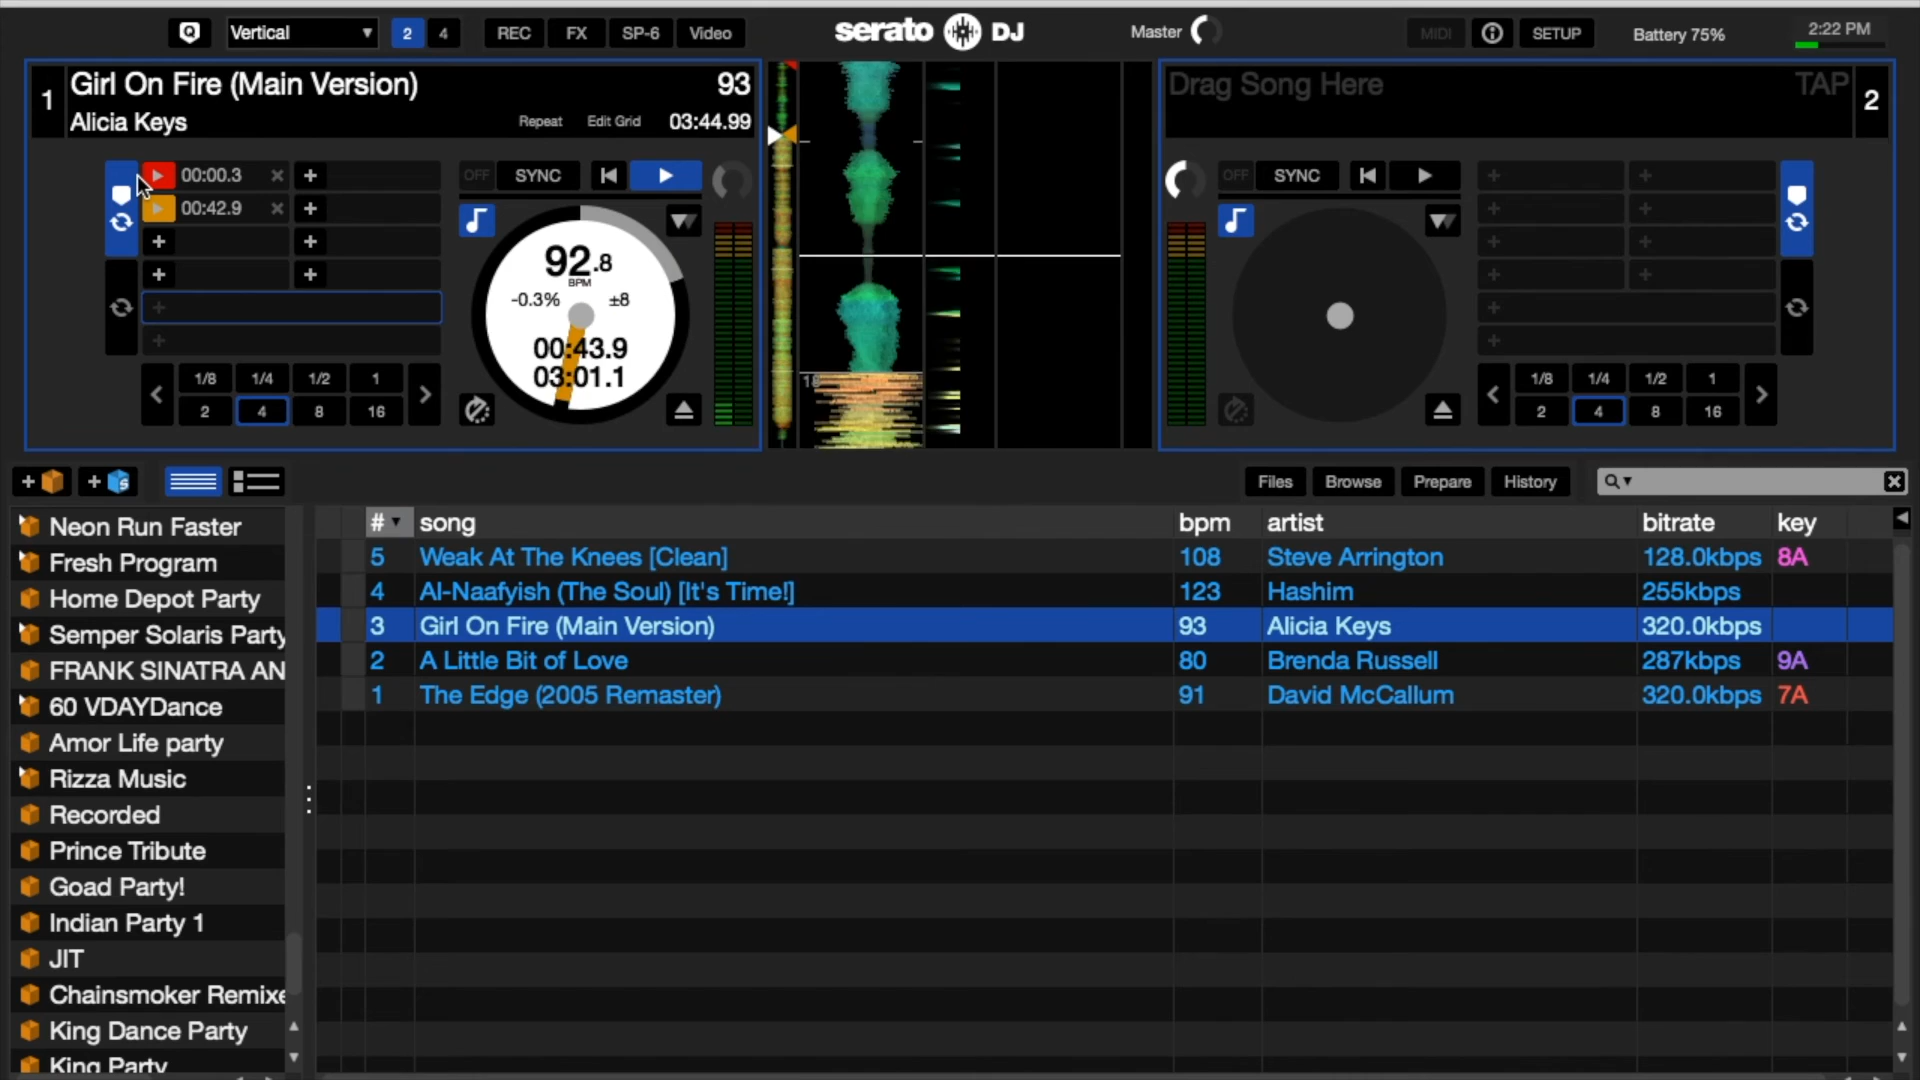 Vertical
2
4
REC
FX
SP-6
Video
serato DJ
Master
MIDI
SETUP
Battery 75%
2:22 PM
1
Girl On Fire (Main Version)
93
Alicia Keys
Repeat
Edit Grid
03:44.99
Drag Song Here
TAP
2
00:00.3
00:42.9
OFF
SYNC
92.8
BPM
-0.3%
±8
00:43.9
03:01.1
1/8
1/4
1/2
1
2
4
8
16
OFF
SYNC
1/8
1/4
1/2
1
2
4
8
16
Files
Browse
Prepare
History
Neon Run Faster
Fresh Program
Home Depot Party
Semper Solaris Party
FRANK SINATRA AN
60 VDAYDance
Amor Life party
Rizza Music
Recorded
Prince Tribute
Goad Party!
Indian Party 1
JIT
Chainsmoker Remixe
King Dance Party
King Party
# song bpm artist bitrate key
5 Weak At The Knees [Clean] 108 Steve Arrington 128.0kbps 8A
4 Al-Naafyish (The Soul) [It's Time!] 123 Hashim 255kbps
3 Girl On Fire (Main Version) 93 Alicia Keys 320.0kbps
2 A Little Bit of Love 80 Brenda Russell 287kbps 9A
1 The Edge (2005 Remaster) 91 David McCallum 320.0kbps 7A